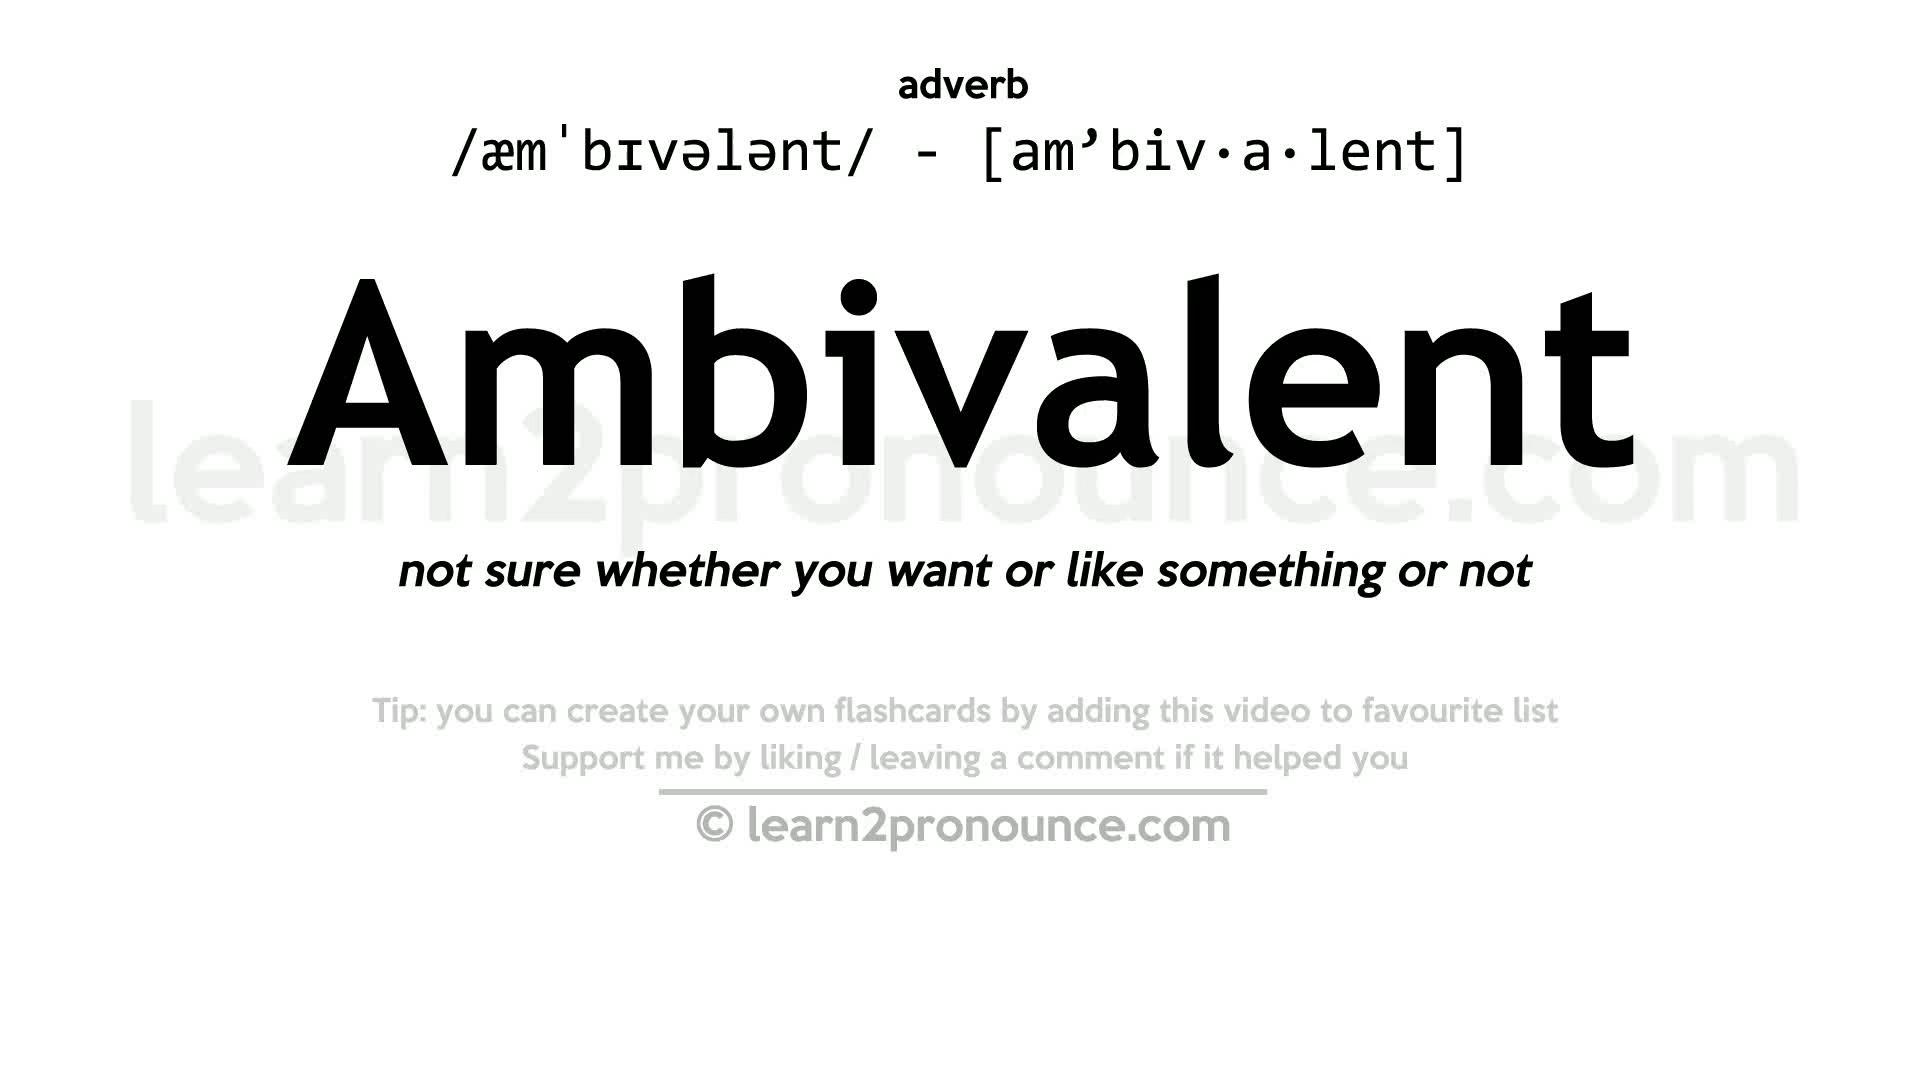 adverb
/æmˈbɪvələnt/ - [am’biv·a·lent]
Ambivalent
learn2pronounce.com
not sure whether you want or like something or not
Tip: you can create your own flashcards by adding this video to favourite list
Support me by liking / leaving a comment if it helped you
© learn2pronounce.com